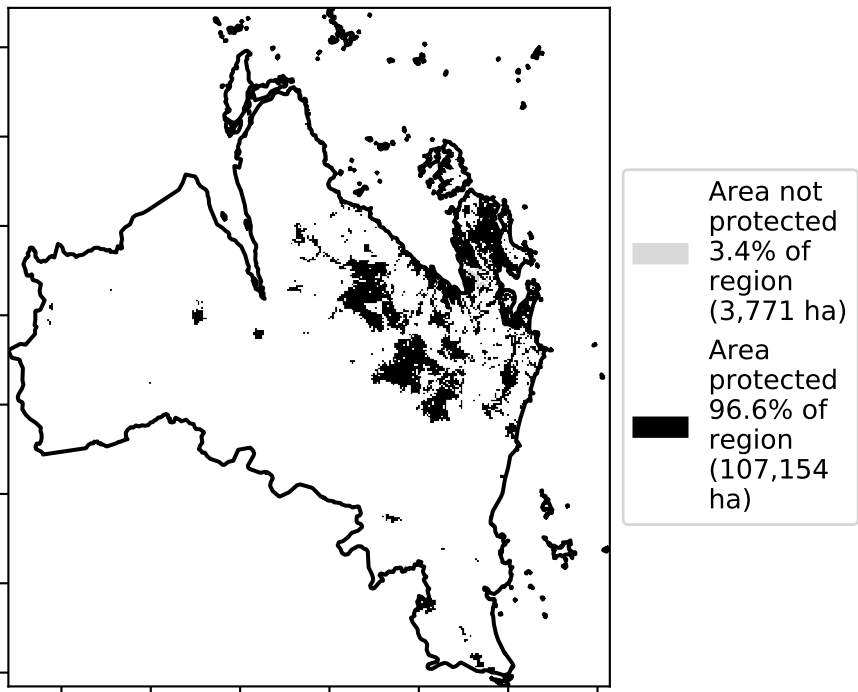 Area not
protected
3.4% of
region
(3,771 ha)
Area
protected
96.6% of
region
(107,154
ha)